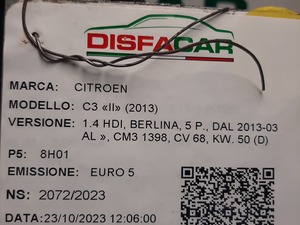 DISFACAR
MARCA: CITROEN
MODELLO: C3 «II» (2013)
VERSIONE: 1.4 HDI, BERLINA, 5 P., DAL 2013-03
AL », CM3 1398, CV 68, KW. 50 (D)
P5: 8H01
EMISSIONE: EURO 5
NS: 2072/2023
DATA:23/10/2023 12:06:00